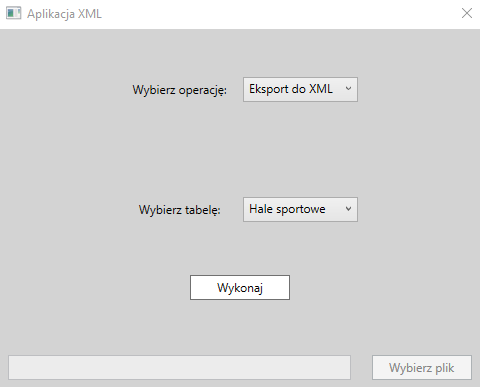 Aplikacja XML
Wybierz operację: Eksport do XML
Wybierz tabelę: Hale sportowe
Wykonaj
Wybierz plik